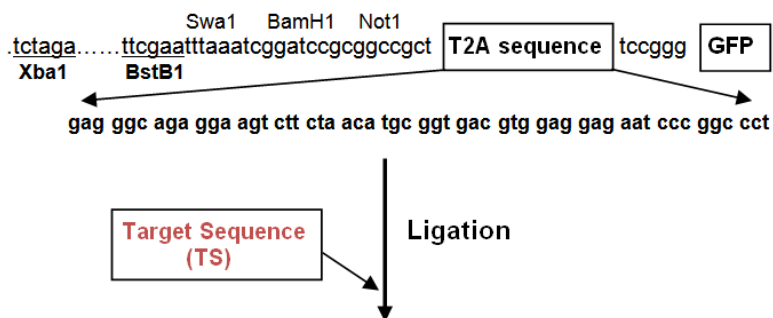 Swa1 BamH1 Not1
.tctaga……ttcgaatttaaatcggatccgcggccgct T2A sequence tccggg GFP
Xba1 BstB1
gag ggc aga gga agt ctt cta aca tgc ggt gac gtg gag gag aat ccc ggc cct
Target Sequence
(TS)
Ligation